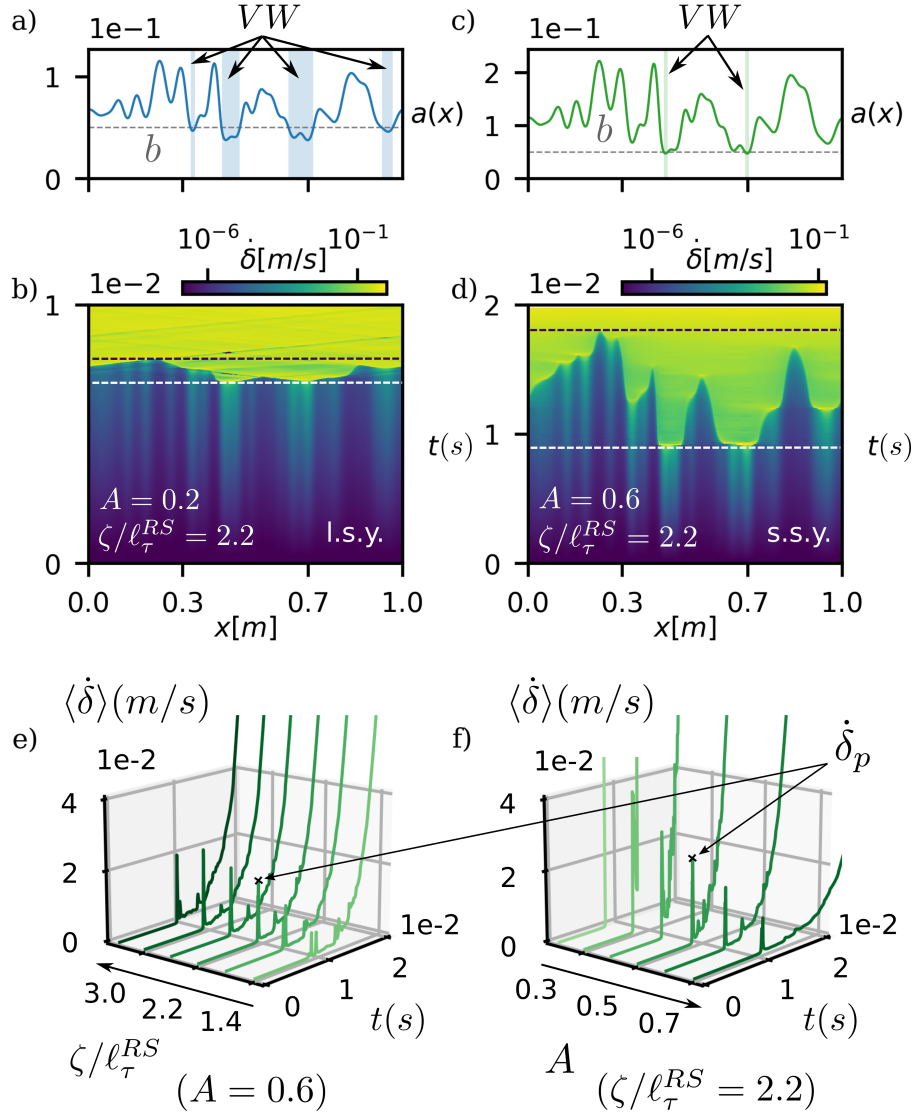 a)
VW
1e−1
1
0
b
a(x)
c)
VW
1e−1
2
1
0
b
a(x)
b)
10⁻⁶
10⁻¹
δ̇[m/s]
1e−2
1
0
t(s)
A = 0.2
ζ/ℓ_τ^{RS} = 2.2
l.s.y.
0.0
0.3
0.7
1.0
x[m]
d)
10⁻⁶
10⁻¹
δ̇[m/s]
1e−2
2
1
0
t(s)
A = 0.6
ζ/ℓ_τ^{RS} = 2.2
s.s.y.
0.0
0.3
0.7
1.0
x[m]
⟨δ̇⟩(m/s)
e)
1e-2
4
2
0
3.0
2.2
1.4
0
1
2
1e-2
t(s)
ζ/ℓ_τ^{RS}
(A = 0.6)
⟨δ̇⟩(m/s)
f)
δ̇_p
1e-2
4
2
0
0.3
0.5
0.7
0
1
2
1e-2
t(s)
A
(ζ/ℓ_τ^{RS} = 2.2)